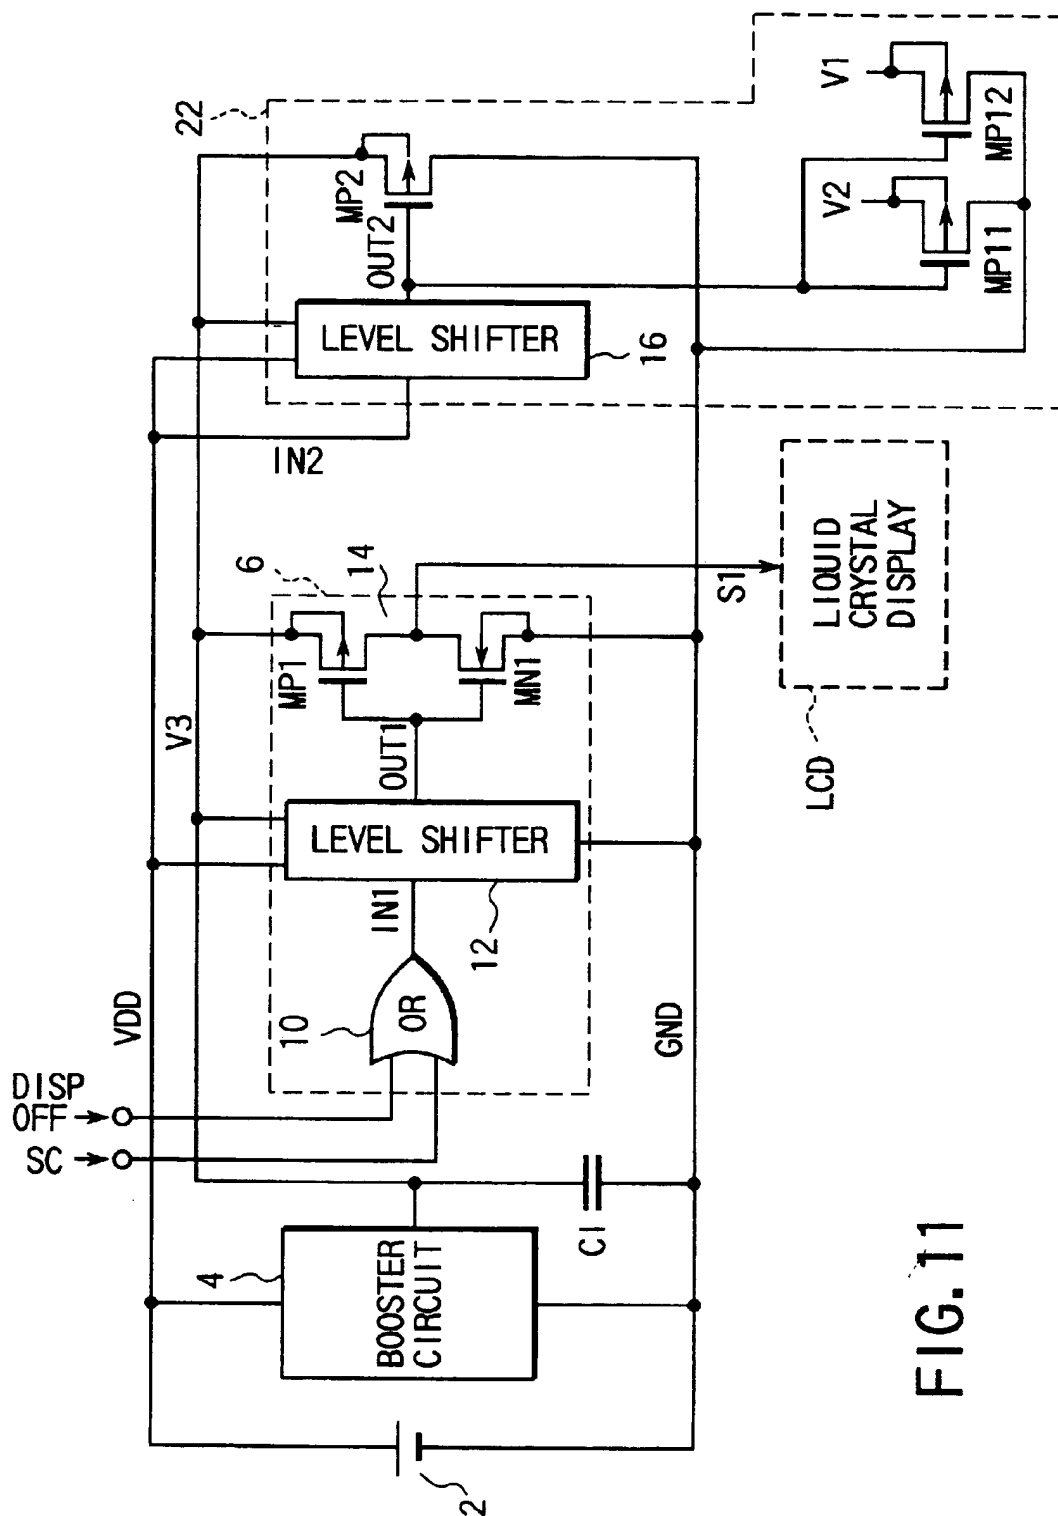 22
MP2
OUT2
LEVEL SHIFTER
16
IN2
V1
MP12
V2
MP11
6
14
MP1
MN1
OUT1
S1
LIQUID
CRYSTAL
DISPLAY
LCD
V3
LEVEL SHIFTER
12
IN1
10
OR
VDD
GND
DISP
OFF
SC
C1
4
BOOSTER
CIRCUIT
2
FIG.11